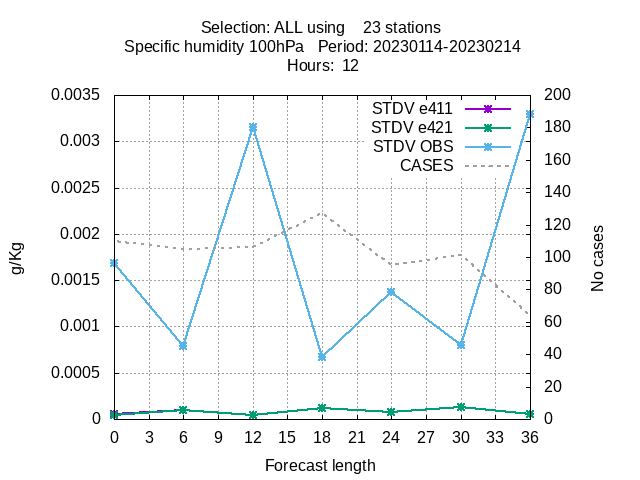 Selection: ALL using    23 stations
Specific humidity 100hPa   Period: 20230114-20230214
Hours:  12
0.0035
0.003
0.0025
0.002
0.0015
0.001
0.0005
0
g/Kg
STDV e411
STDV e421
STDV OBS
CASES
200
180
160
140
120
100
80
60
40
20
0
No cases
0 3 6 9 12 15 18 21 24 27 30 33 36
Forecast length